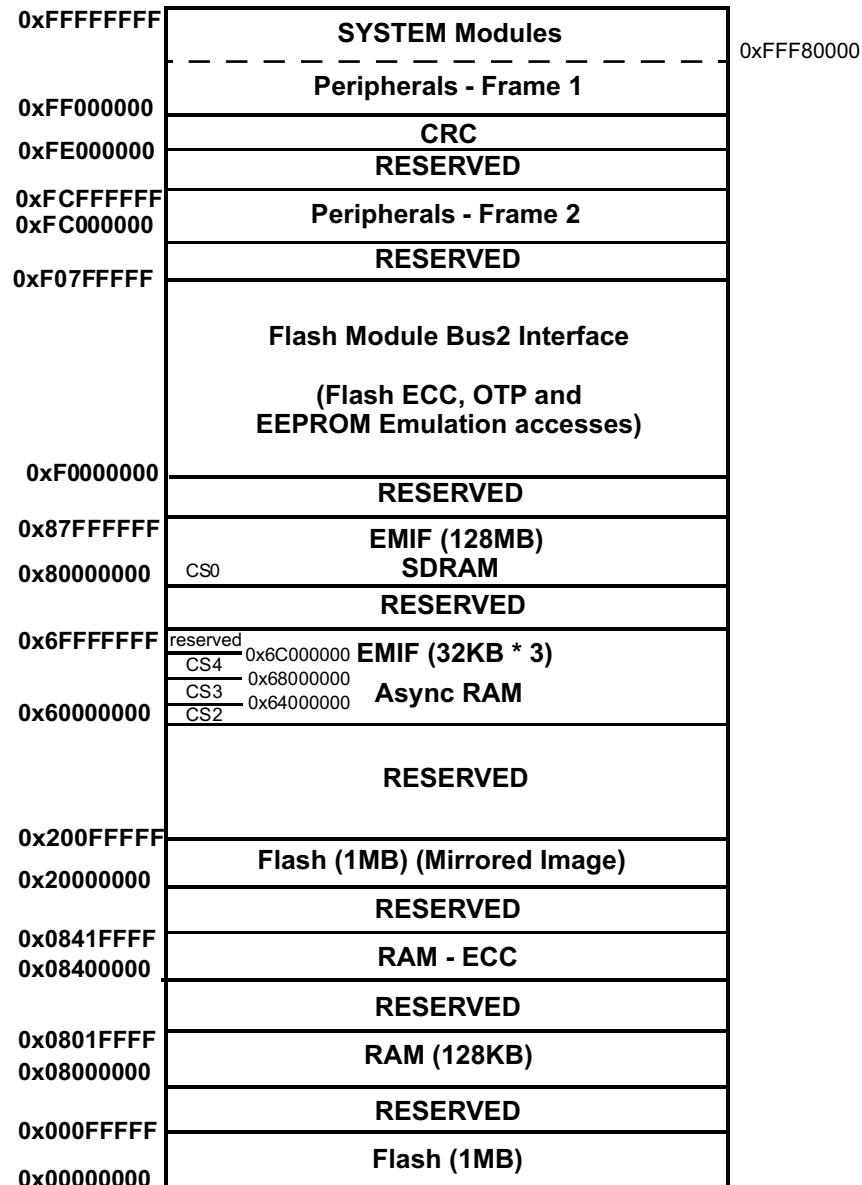 0xFFFFFFFF
SYSTEM Modules
0xFFF80000
Peripherals - Frame 1
0xFF000000
CRC
0xFE000000
RESERVED
0xFCFFFFFF
Peripherals - Frame 2
0xFC000000
RESERVED
0xF07FFFFF
Flash Module Bus2 Interface
(Flash ECC, OTP and
EEPROM Emulation accesses)
0xF0000000
RESERVED
0x87FFFFFF
EMIF (128MB)
0x80000000 CS0 SDRAM
RESERVED
0x6FFFFFFF reserved
0x6C000000 EMIF (32KB * 3)
CS4
0x68000000
CS3 Async RAM
0x64000000
0x60000000 CS2
RESERVED
0x200FFFFF
Flash (1MB) (Mirrored Image)
0x20000000
RESERVED
0x0841FFFF
RAM - ECC
0x08400000
RESERVED
0x0801FFFF
RAM (128KB)
0x08000000
RESERVED
0x000FFFFF
Flash (1MB)
0x00000000